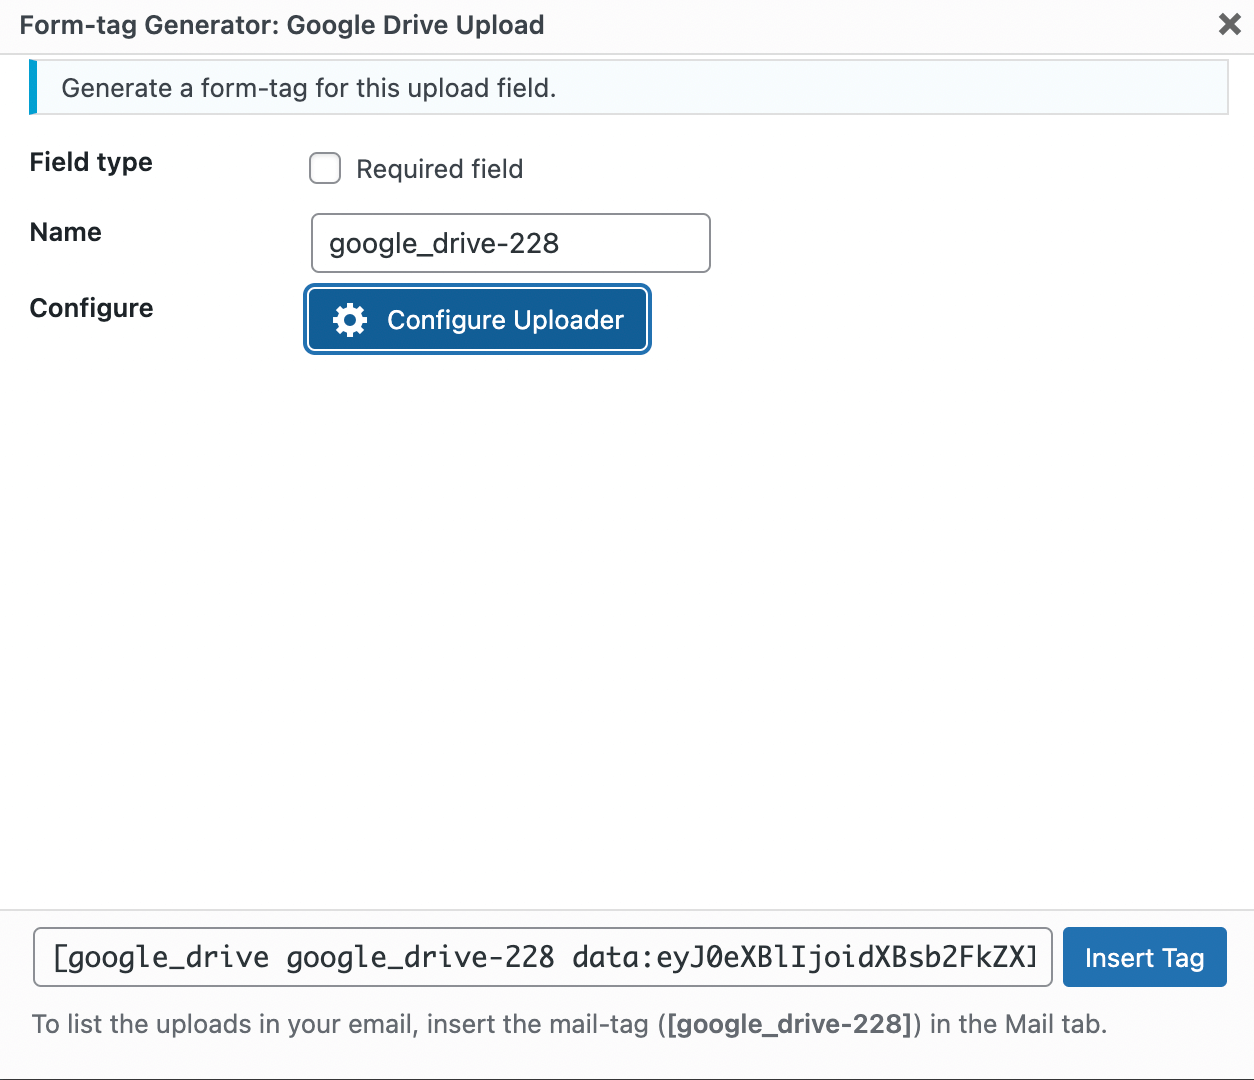 Form-tag Generator: Google Drive Upload
Generate a form-tag for this upload field.
Field type
Required field
Name
google_drive-228
Configure
Configure Uploader
[google_drive google_drive-228 data:eyJ0eXBlIjoidXBsb2FkZXI
Insert Tag
To list the uploads in your email, insert the mail-tag ([google_drive-228]) in the Mail tab.